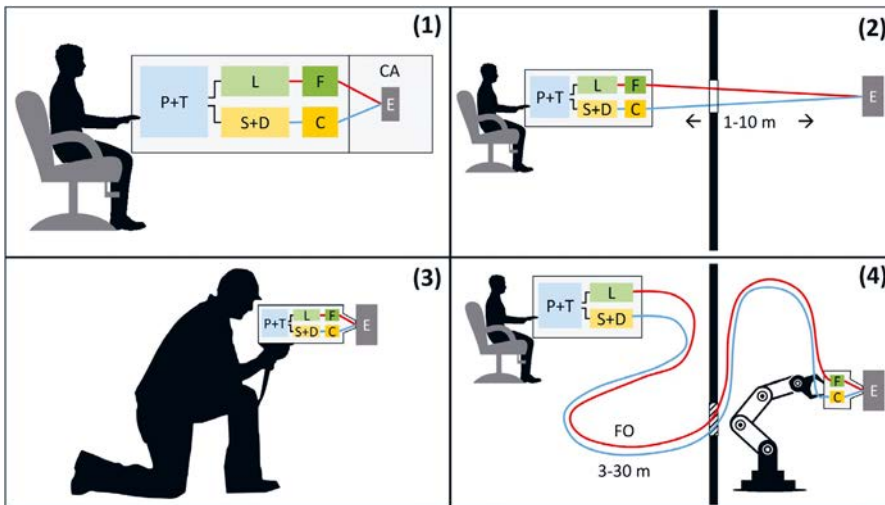 (1)
CA
P+T
L
F
E
S+D
C
(2)
P+T
L
F
S+D
C
E
1-10 m
(3)
P+T
L
F
S+D
C
E
(4)
P+T
L
S+D
F
C
E
FO
3-30 m